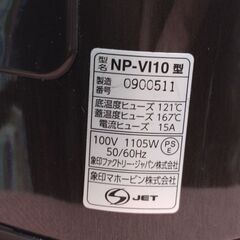 型名 NP-VI10 型
製造番号 0900511
底温度ヒューズ 121℃
蓋温度ヒューズ 167℃
電流ヒューズ 15A
100V 1105W
50/60Hz
PSE
象印ファクトリー・ジャパン株式会社
象印マホービン株式会社
S JET